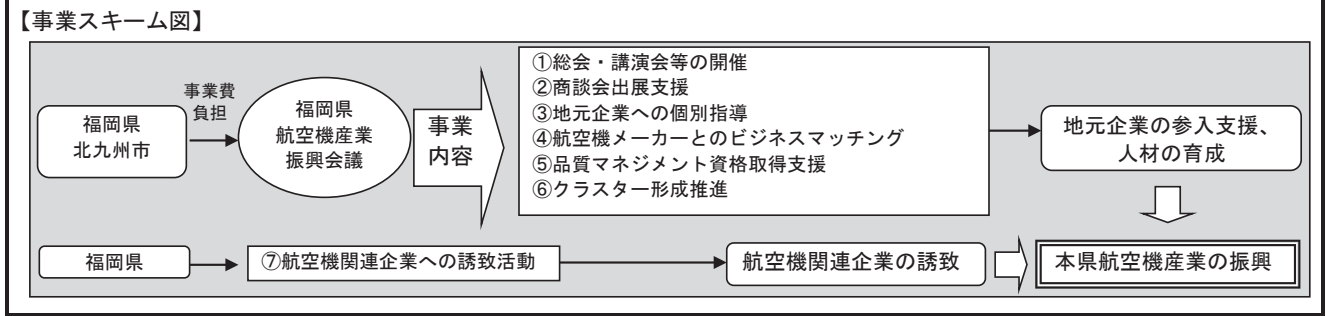 【事業スキーム図】
福岡県
北九州市
事業費
負担
福岡県
航空機産業
振興会議
事業
内容
①総会・講演会等の開催
②商談会出展支援
③地元企業への個別指導
④航空機メーカーとのビジネスマッチング
⑤品質マネジメント資格取得支援
⑥クラスター形成推進
地元企業の参入支援、
人材の育成
福岡県
⑦航空機関連企業への誘致活動
航空機関連企業の誘致
本県航空機産業の振興